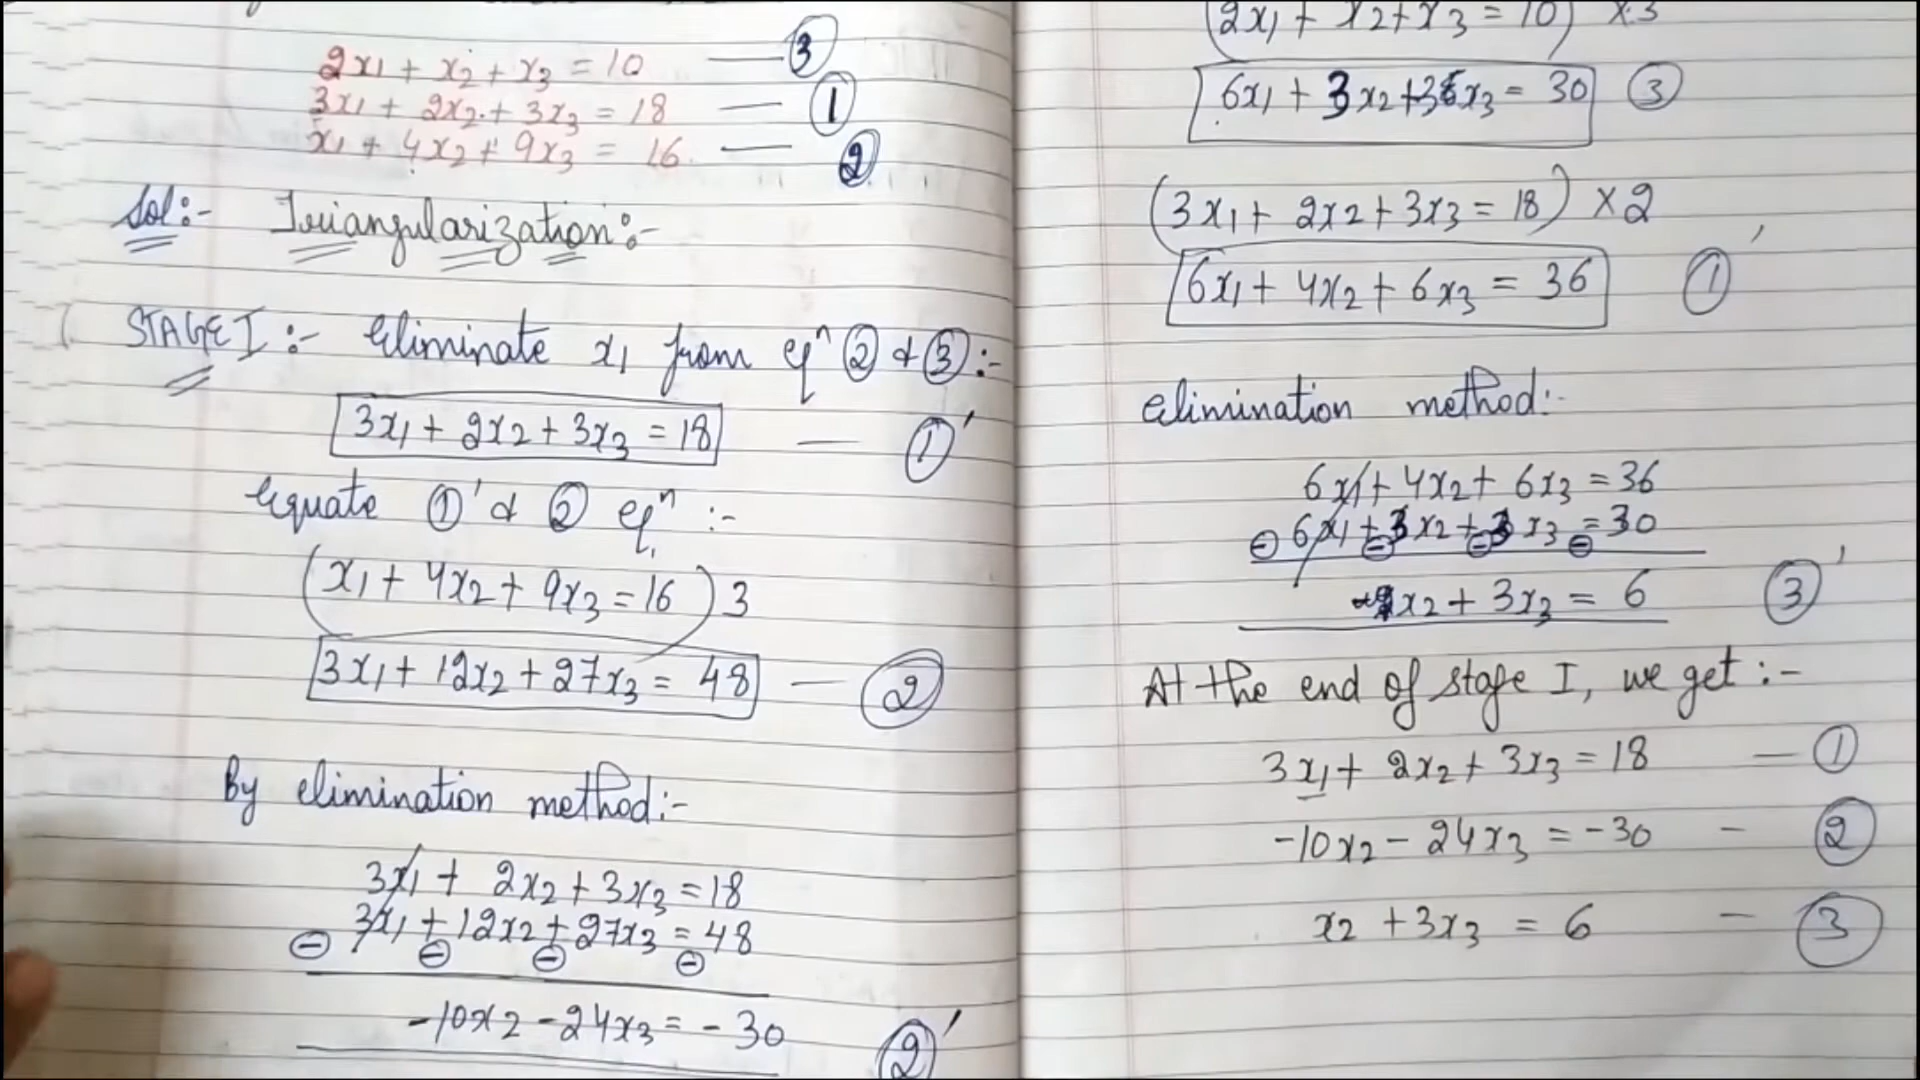 2x₁ + x₂ + x₃ = 10 — ③
3x₁ + 2x₂ + 3x₃ = 18 — ①
x₁ + 4x₂ + 9x₃ = 16 — ②
Sol:- Triangularization:-
STAGE I :- Eliminate x₁ from eqⁿ ② & ③ :-
3x₁ + 2x₂ + 3x₃ = 18 — ①'
Equate ①' & ② eqⁿ :-
(x₁ + 4x₂ + 9x₃ = 16) 3
3x₁ + 12x₂ + 27x₃ = 48 — ②
By elimination method:-
3x₁ + 2x₂ + 3x₃ = 18
3x₁ + 12x₂ + 27x₃ = 48
⊖ ⊖ ⊖ ⊖
-10x₂ - 24x₃ = -30 ②'
(2x₁ + x₂ + x₃ = 10) x3
6x₁ + 3x₂ + 3x₃ = 30 ③
(3x₁ + 2x₂ + 3x₃ = 18) x2
6x₁ + 4x₂ + 6x₃ = 36 ①'
elimination method:-
6x₁ + 4x₂ + 6x₃ = 36
6x₁ + 3x₂ + 3x₃ = 30
⊖ ⊖ ⊖ ⊖
x₂ + 3x₃ = 6 ③'
At the end of stage I, we get :-
3x₁ + 2x₂ + 3x₃ = 18 — ①
-10x₂ - 24x₃ = -30 — ②
x₂ + 3x₃ = 6 — ③